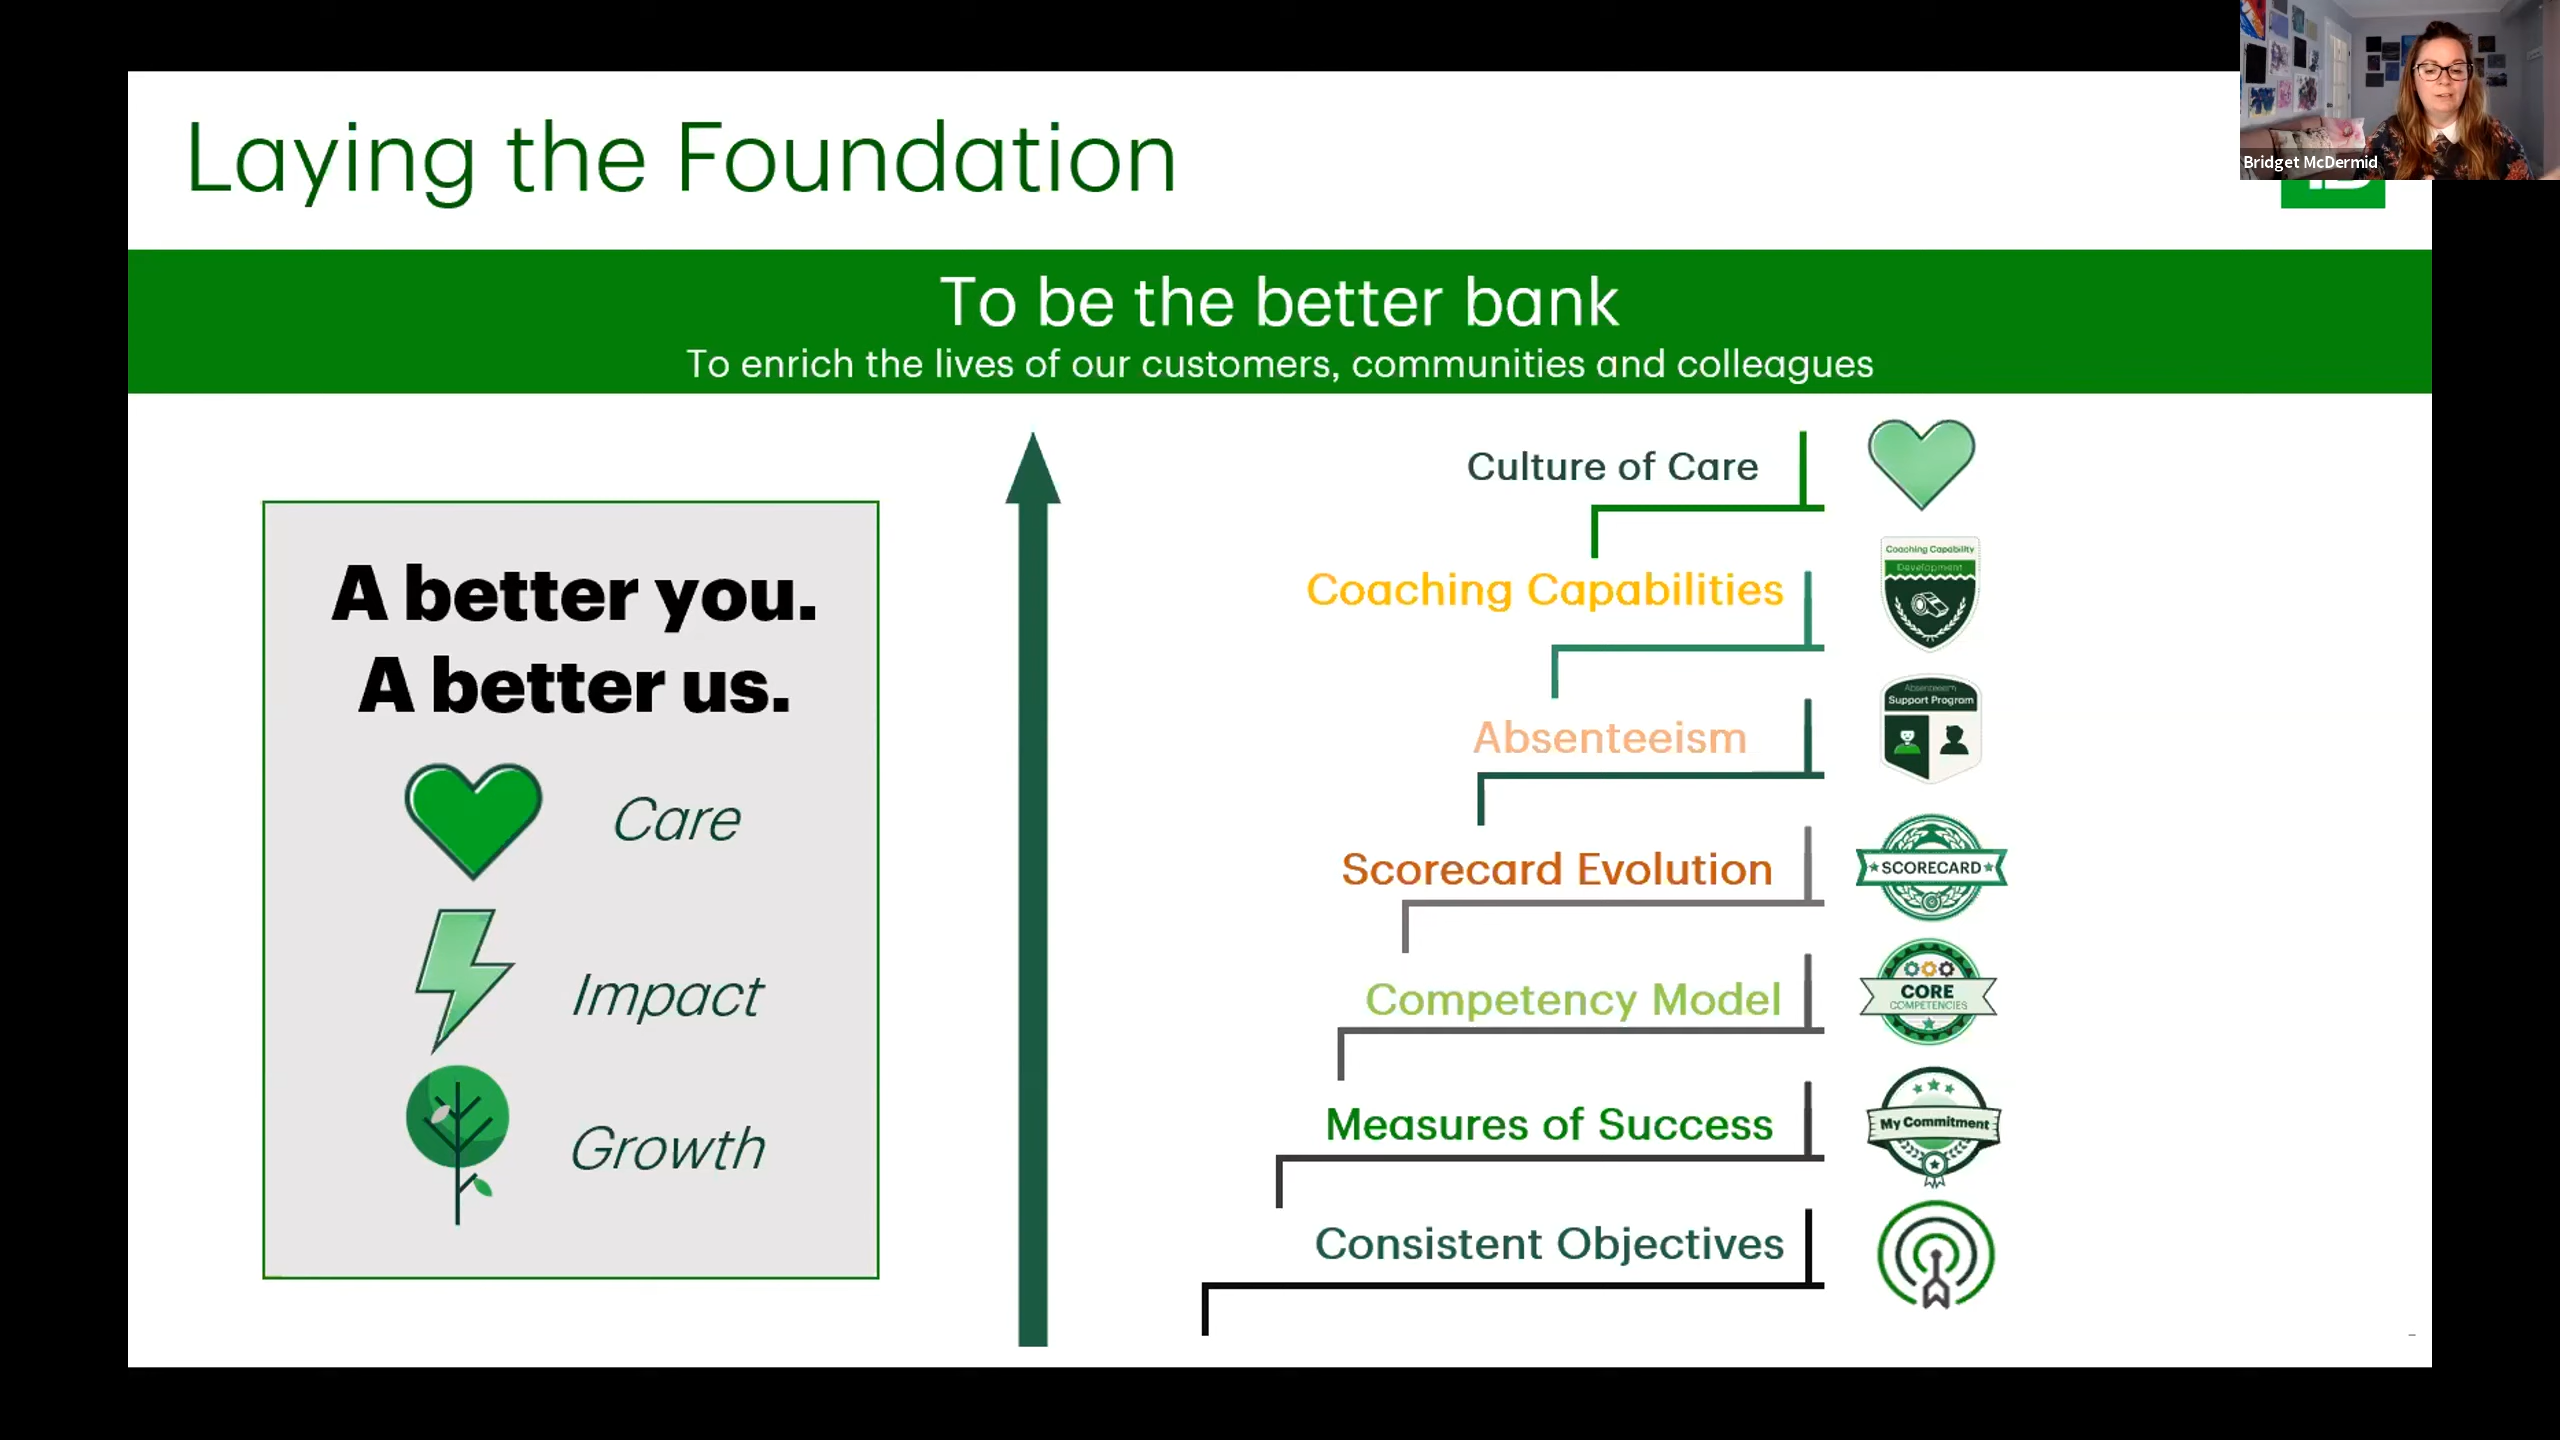 Laying the Foundation
Bridget McDermid
To be the better bank
To enrich the lives of our customers, communities and colleagues
A better you.
A better us.
Care
Impact
Growth
Culture of Care
Coaching Capabilities
Coaching Capability
Development
Absenteeism
Absenteeism
Support Program
Scorecard Evolution
SCORECARD
Competency Model
CORE
COMPETENCIES
Measures of Success
My Commitment
Consistent Objectives